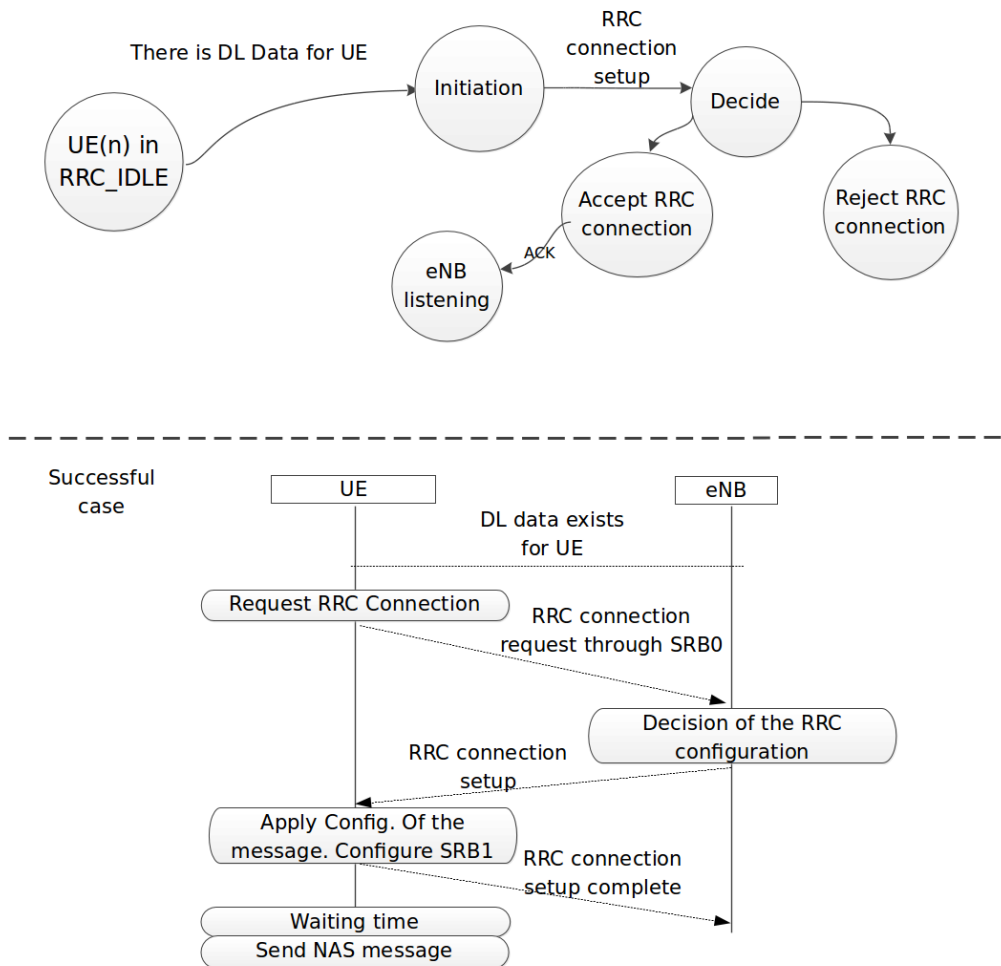 There is DL Data for UE
RRC
connection
setup
Initiation
Decide
UE(n) in
RRC_IDLE
Accept RRC
connection
Reject RRC
connection
ACK
eNB
listening
Successful
case
UE
eNB
DL data exists
for UE
Request RRC Connection
RRC connection
request through SRB0
Decision of the RRC
configuration
RRC connection
setup
Apply Config. Of the
message. Configure SRB1
RRC connection
setup complete
Waiting time
Send NAS message